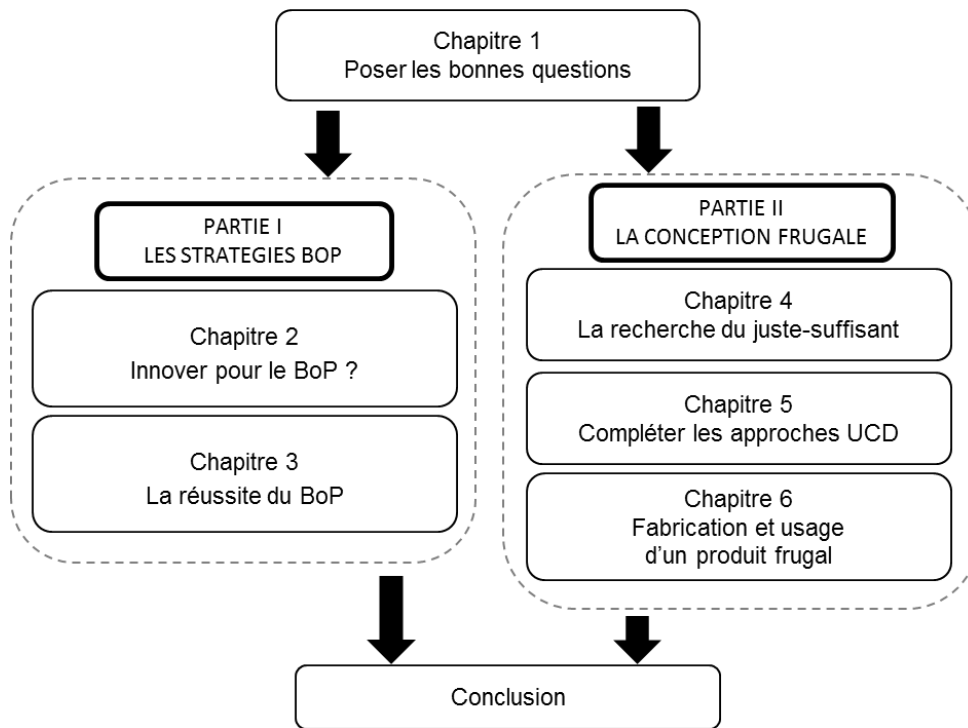 Chapitre 1
Poser les bonnes questions
PARTIE I
LES STRATEGIES BOP
Chapitre 2
Innover pour le BoP ?
Chapitre 3
La réussite du BoP
PARTIE II
LA CONCEPTION FRUGALE
Chapitre 4
La recherche du juste-suffisant
Chapitre 5
Compléter les approches UCD
Chapitre 6
Fabrication et usage
d'un produit frugal
Conclusion